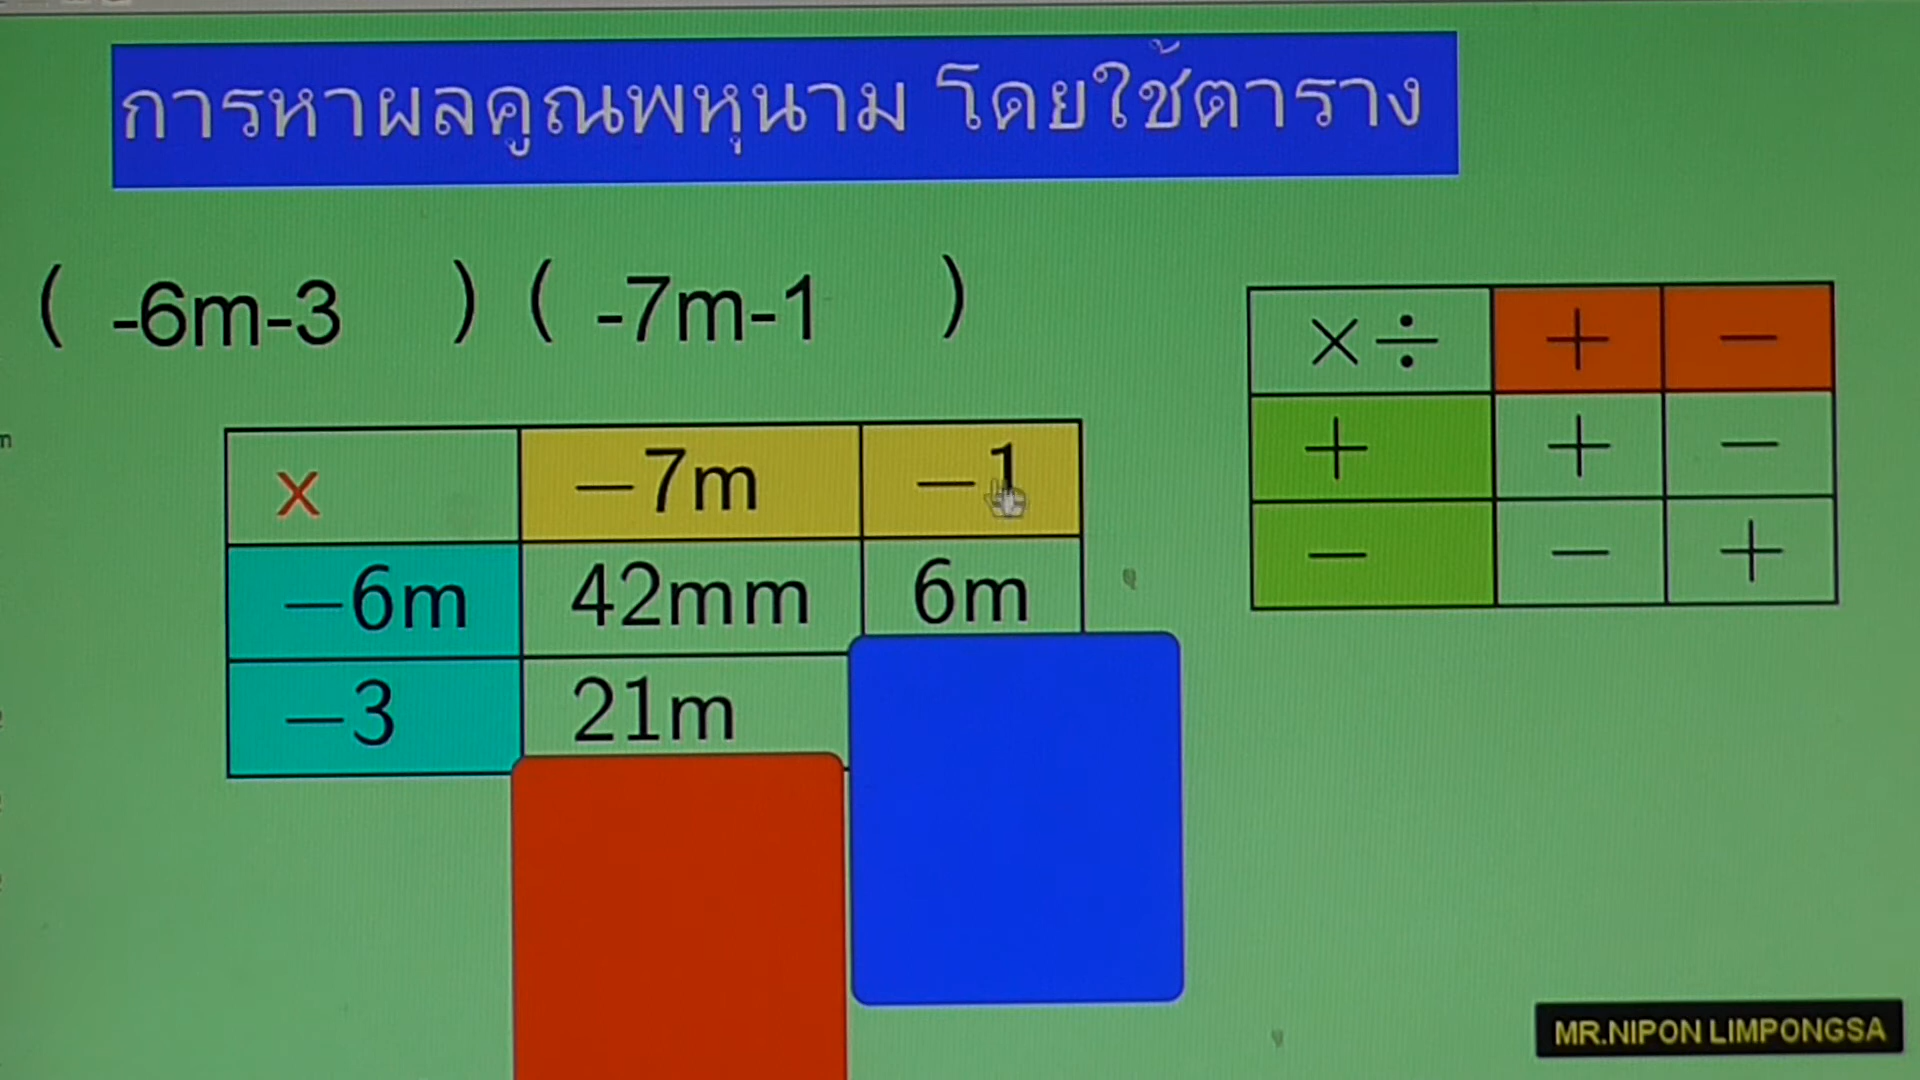 การหาผลคูณพหุนาม โดยใช้ตาราง
( -6m-3 ) ( -7m-1 )
× ÷ + −
+ + −
− − +
x −7m −1
−6m 42mm 6m
−3 21m
MR.NIPON LIMPONGSA